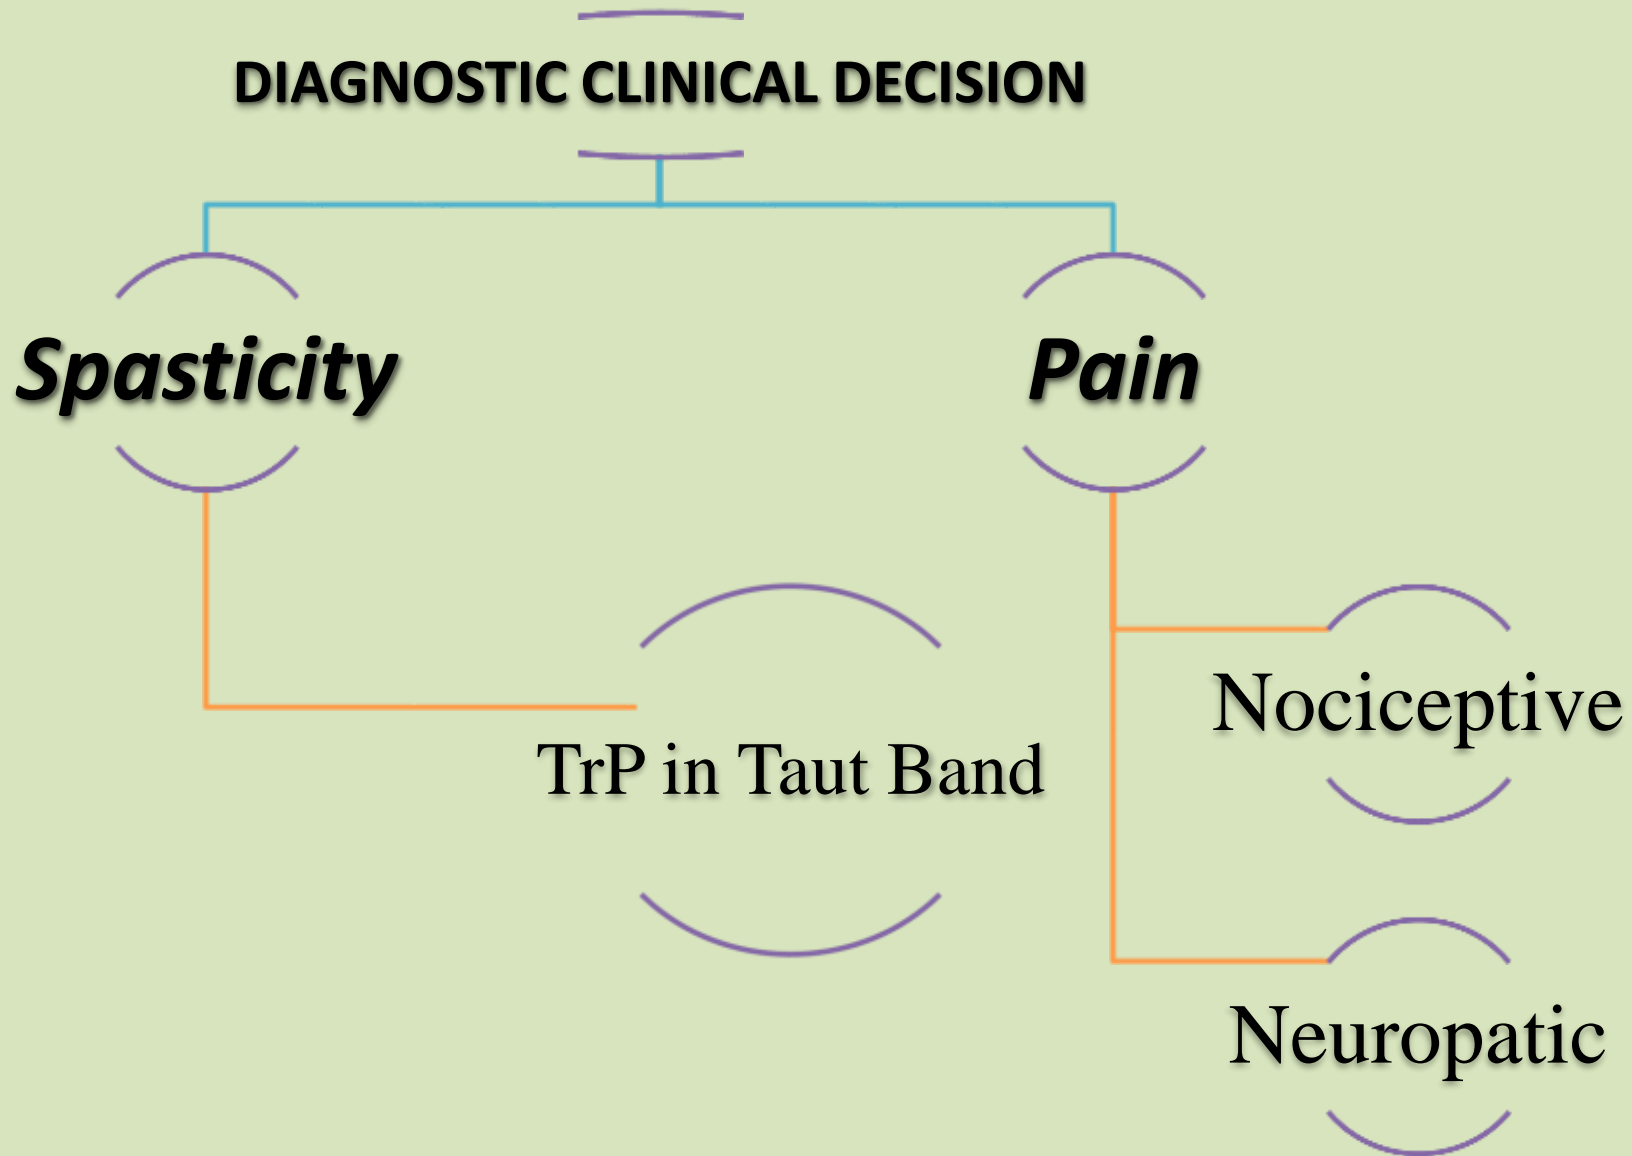 DIAGNOSTIC CLINICAL DECISION
Spasticity
Pain
TrP in Taut Band
Nociceptive
Neuropatic